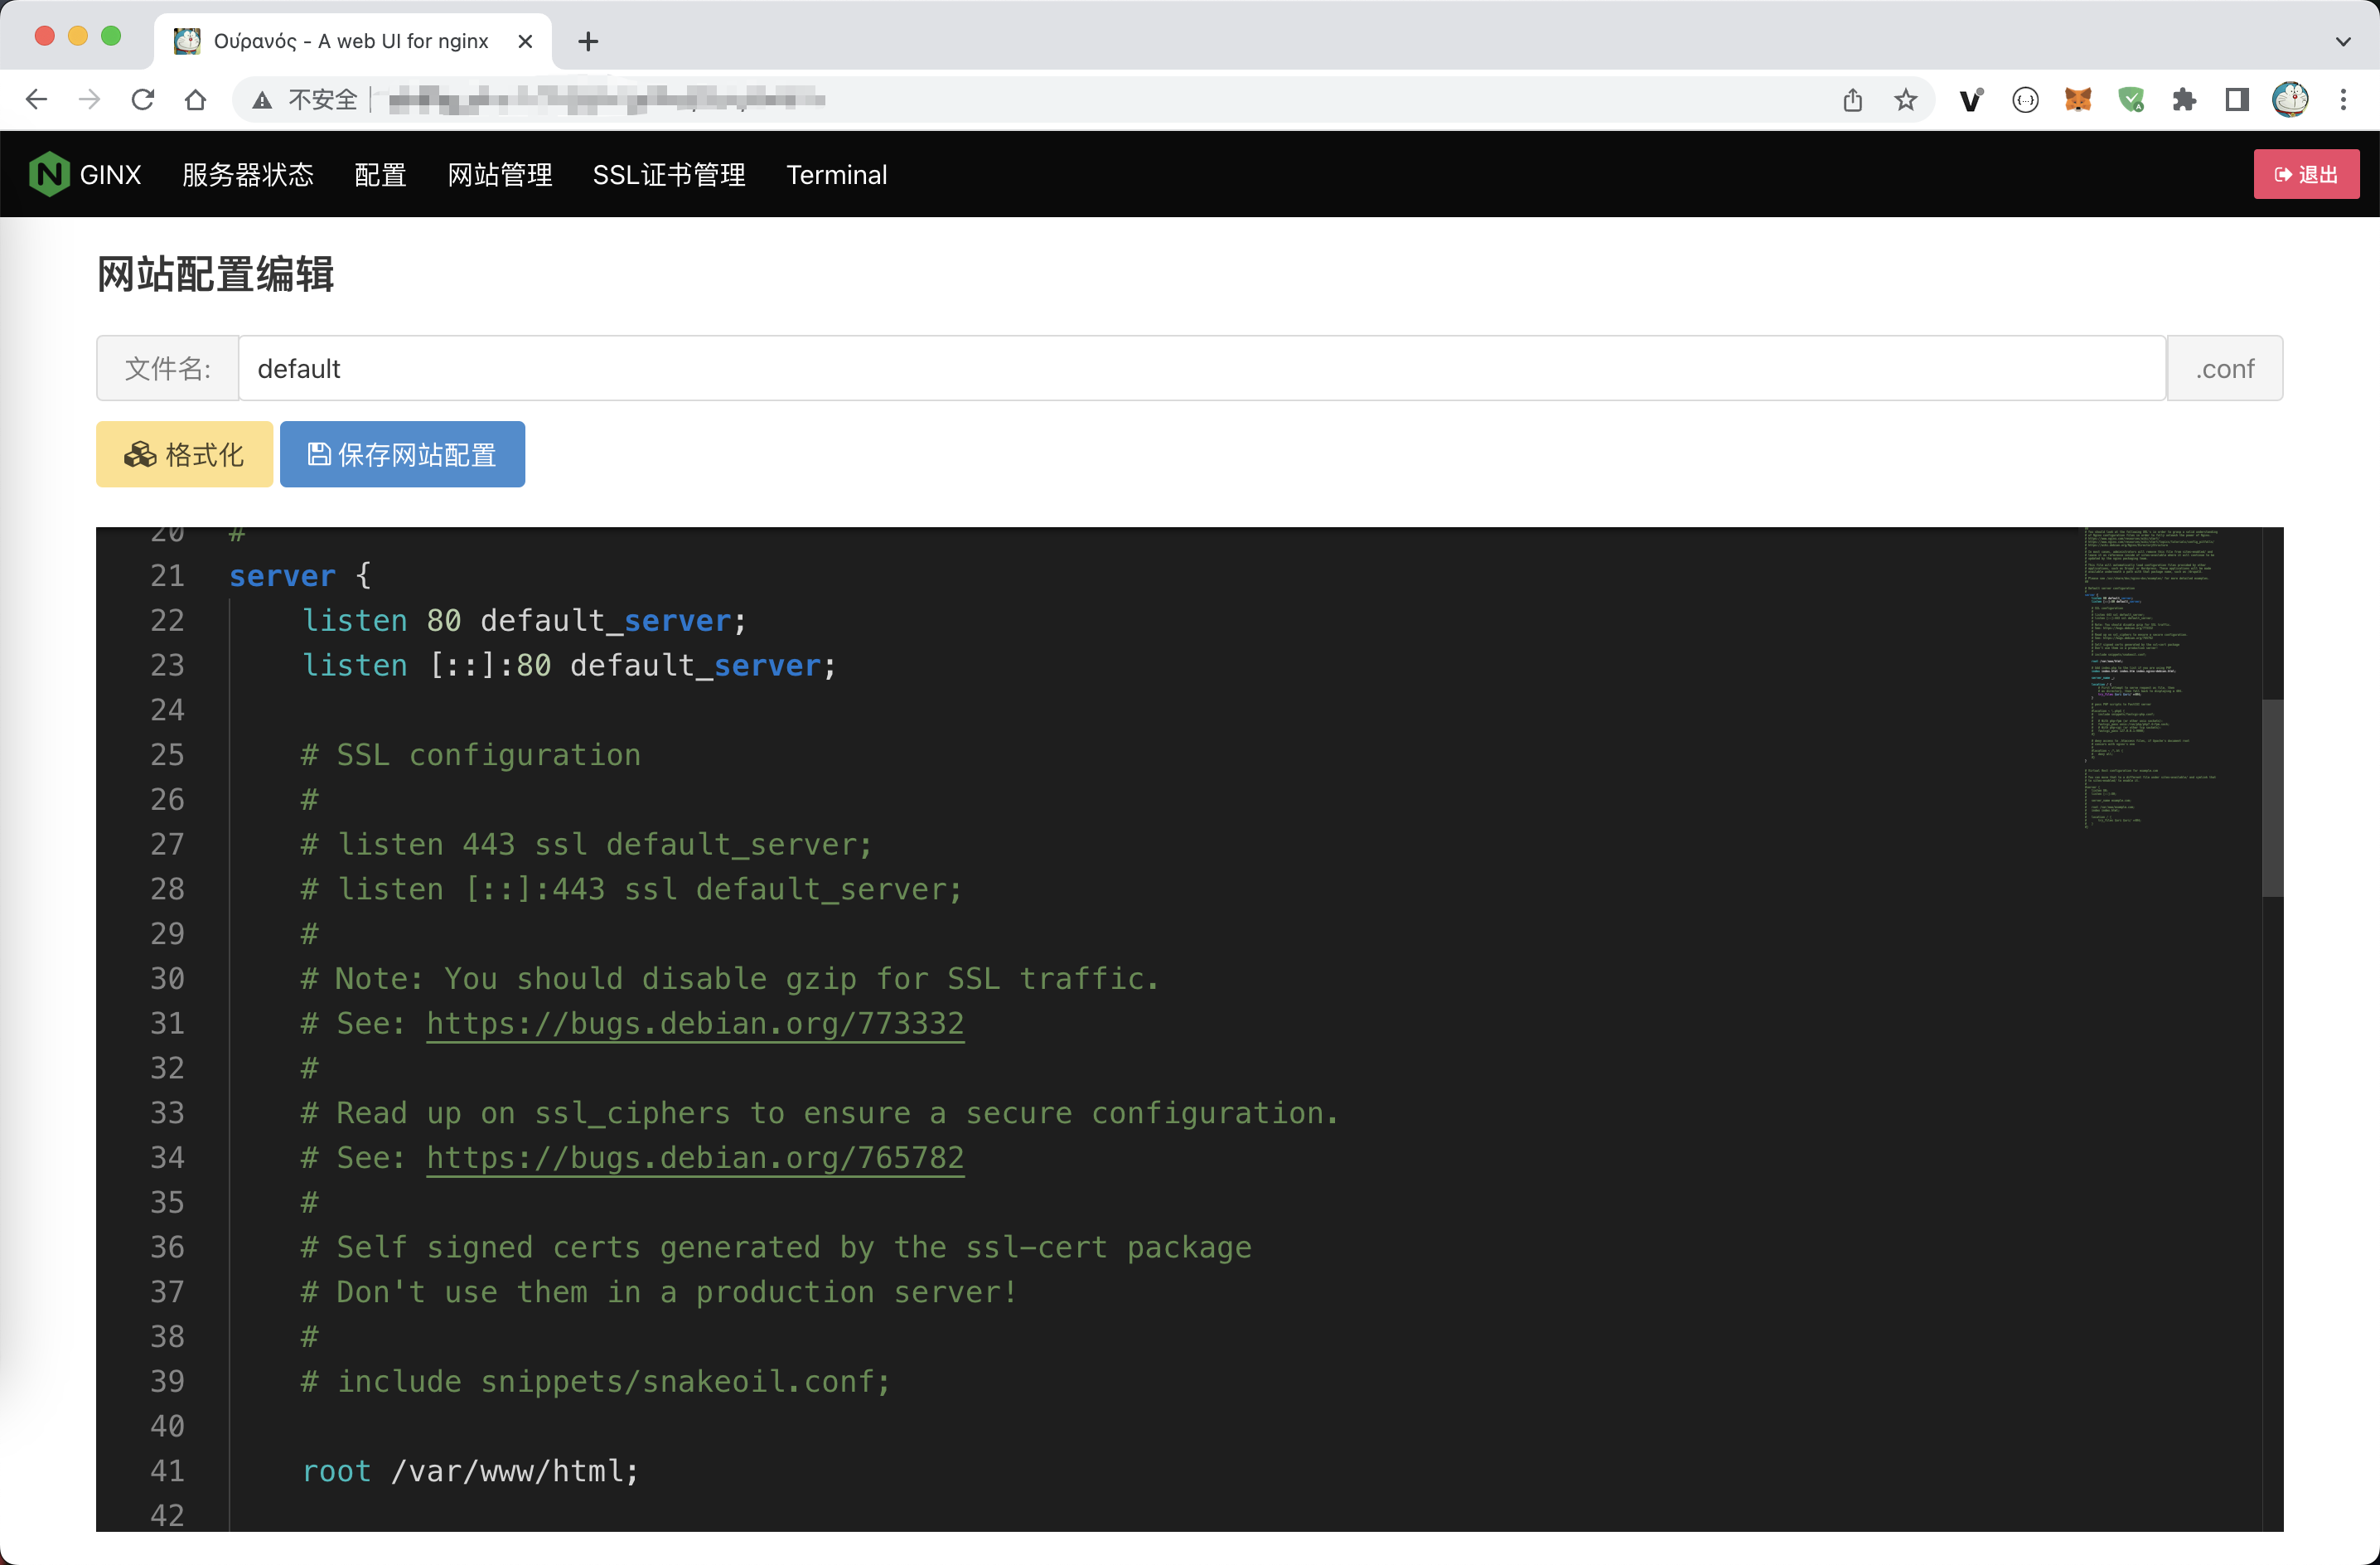 Ούρανός - A web UI for nginx
不安全
GINX 服务器状态 配置 网站管理 SSL证书管理 Terminal 退出
网站配置编辑
文件名: default .conf
格式化 保存网站配置
20 #
21 server {
22 listen 80 default_server;
23 listen [::]:80 default_server;
24
25 # SSL configuration
26 #
27 # listen 443 ssl default_server;
28 # listen [::]:443 ssl default_server;
29 #
30 # Note: You should disable gzip for SSL traffic.
31 # See: https://bugs.debian.org/773332
32 #
33 # Read up on ssl_ciphers to ensure a secure configuration.
34 # See: https://bugs.debian.org/765782
35 #
36 # Self signed certs generated by the ssl-cert package
37 # Don't use them in a production server!
38 #
39 # include snippets/snakeoil.conf;
40
41 root /var/www/html;
42